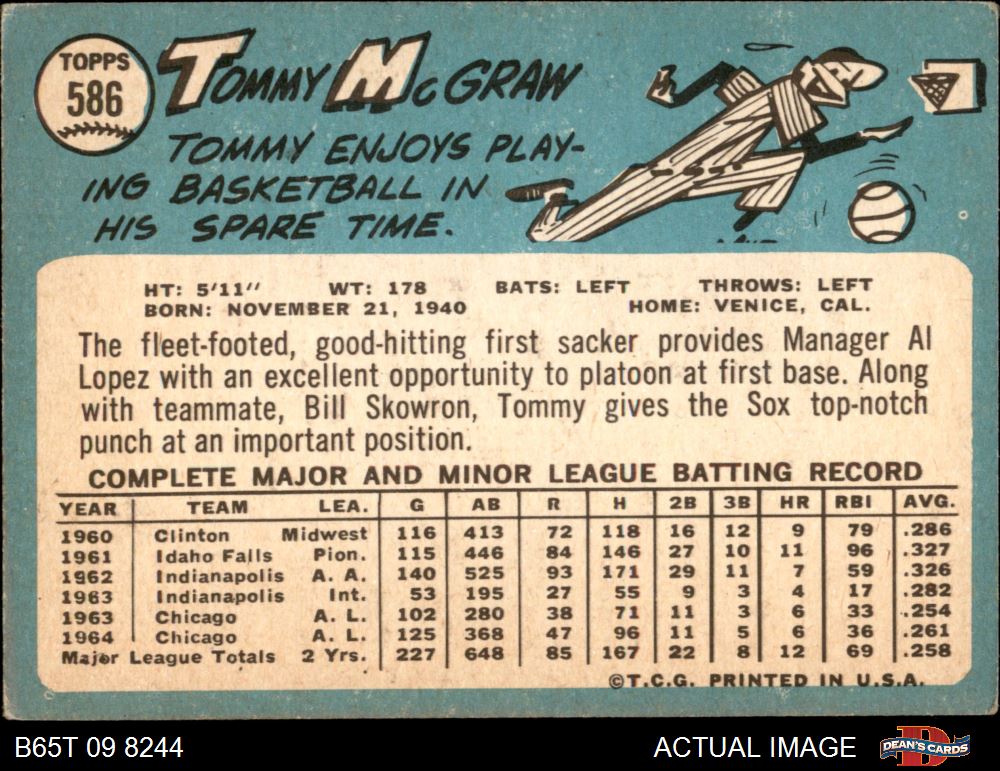 TOPPS
586
TOMMY McGRAW
TOMMY ENJOYS PLAY-
ING BASKETBALL IN
HIS SPARE TIME.
HT: 5'11" WT: 178 BATS: LEFT THROWS: LEFT
BORN: NOVEMBER 21, 1940 HOME: VENICE, CAL.
The fleet-footed, good-hitting first sacker provides Manager Al
Lopez with an excellent opportunity to platoon at first base. Along
with teammate, Bill Skowron, Tommy gives the Sox top-notch
punch at an important position.
COMPLETE MAJOR AND MINOR LEAGUE BATTING RECORD
YEAR TEAM LEA. G AB R H 2B 3B HR RBI AVG.
1960 Clinton Midwest 116 413 72 118 16 12 9 79 .286
1961 Idaho Falls Pion. 115 446 84 146 27 10 11 96 .327
1962 Indianapolis A. A. 140 525 93 171 29 11 7 59 .326
1963 Indianapolis Int. 53 195 27 55 9 3 4 17 .282
1963 Chicago A. L. 102 280 38 71 11 3 6 33 .254
1964 Chicago A. L. 125 368 47 96 11 5 6 36 .261
Major League Totals 2 Yrs. 227 648 85 167 22 8 12 69 .258
©T.C.G. PRINTED IN U.S.A.
B65T 09 8244 ACTUAL IMAGE DEAN'S CARDS